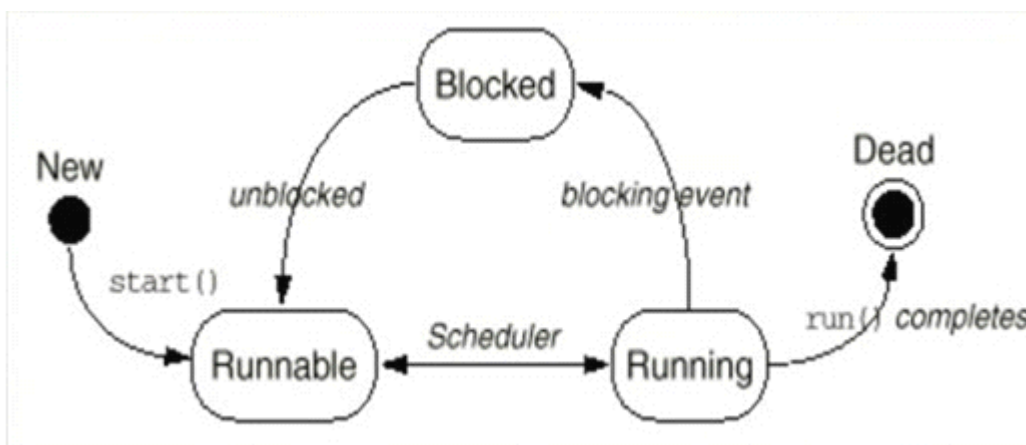 Blocked
New
Dead
unblocked
blocking event
start()
run() completes
Scheduler
Runnable
Running